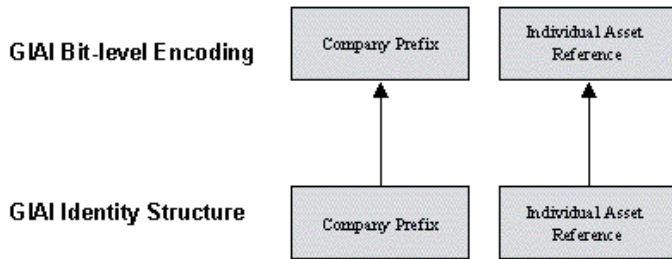 GIAI Bit-level Encoding
Company Prefix
Individual Asset
Reference
GIAI Identity Structure
Company Prefix
Individual Asset
Reference